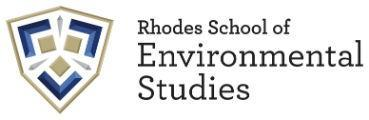 Rhodes School of
Environmental
Studies